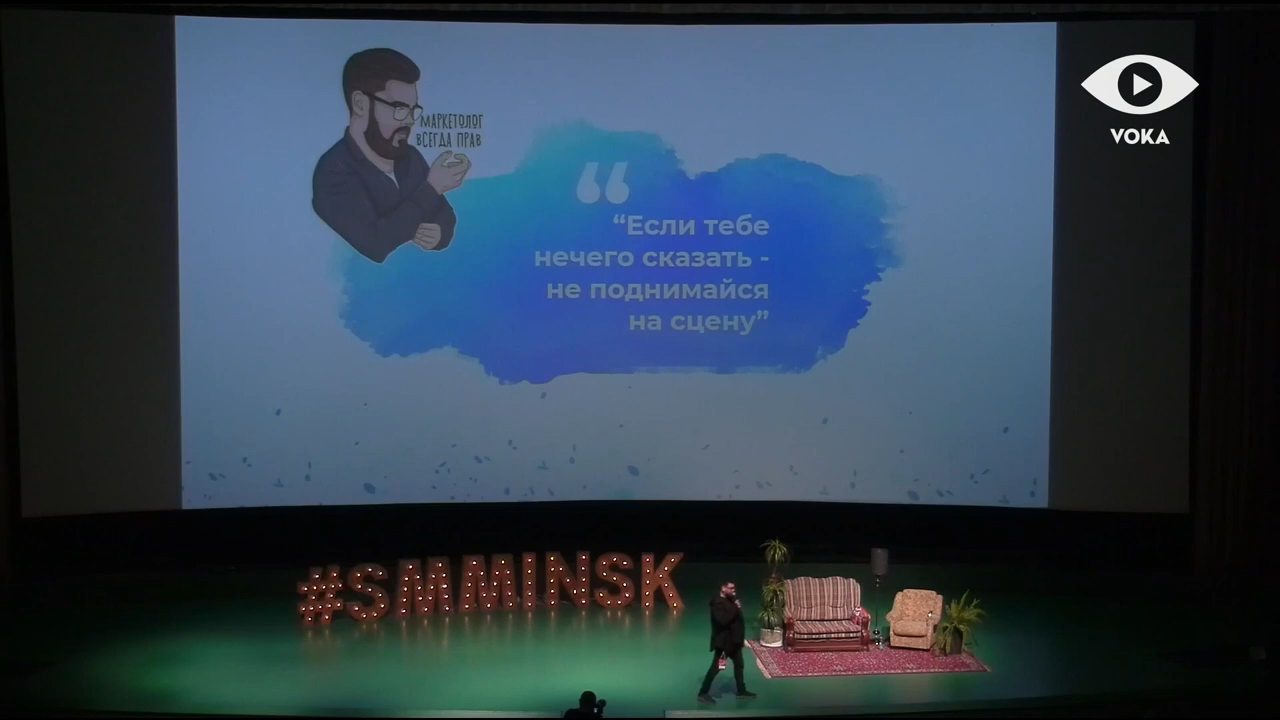 VOKA
МАРКЕТОЛОГ
ВСЕГДА ПРАВ
“
“Если тебе
нечего сказать -
не поднимайся
на сцену”
#SMMINSK